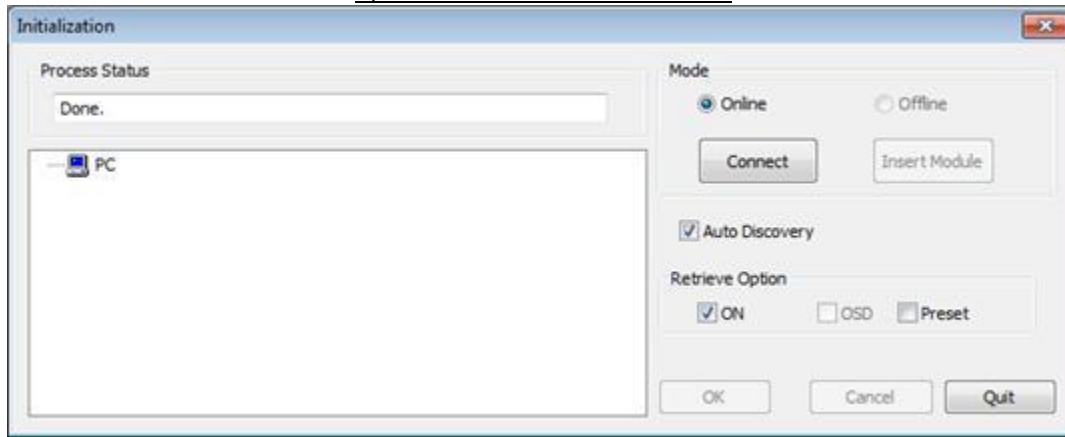 Initialization
Process Status
Done.
PC
Mode
Online
Offline
Connect
Insert Module
Auto Discovery
Retrieve Option
ON
OSD
Preset
OK
Cancel
Quit